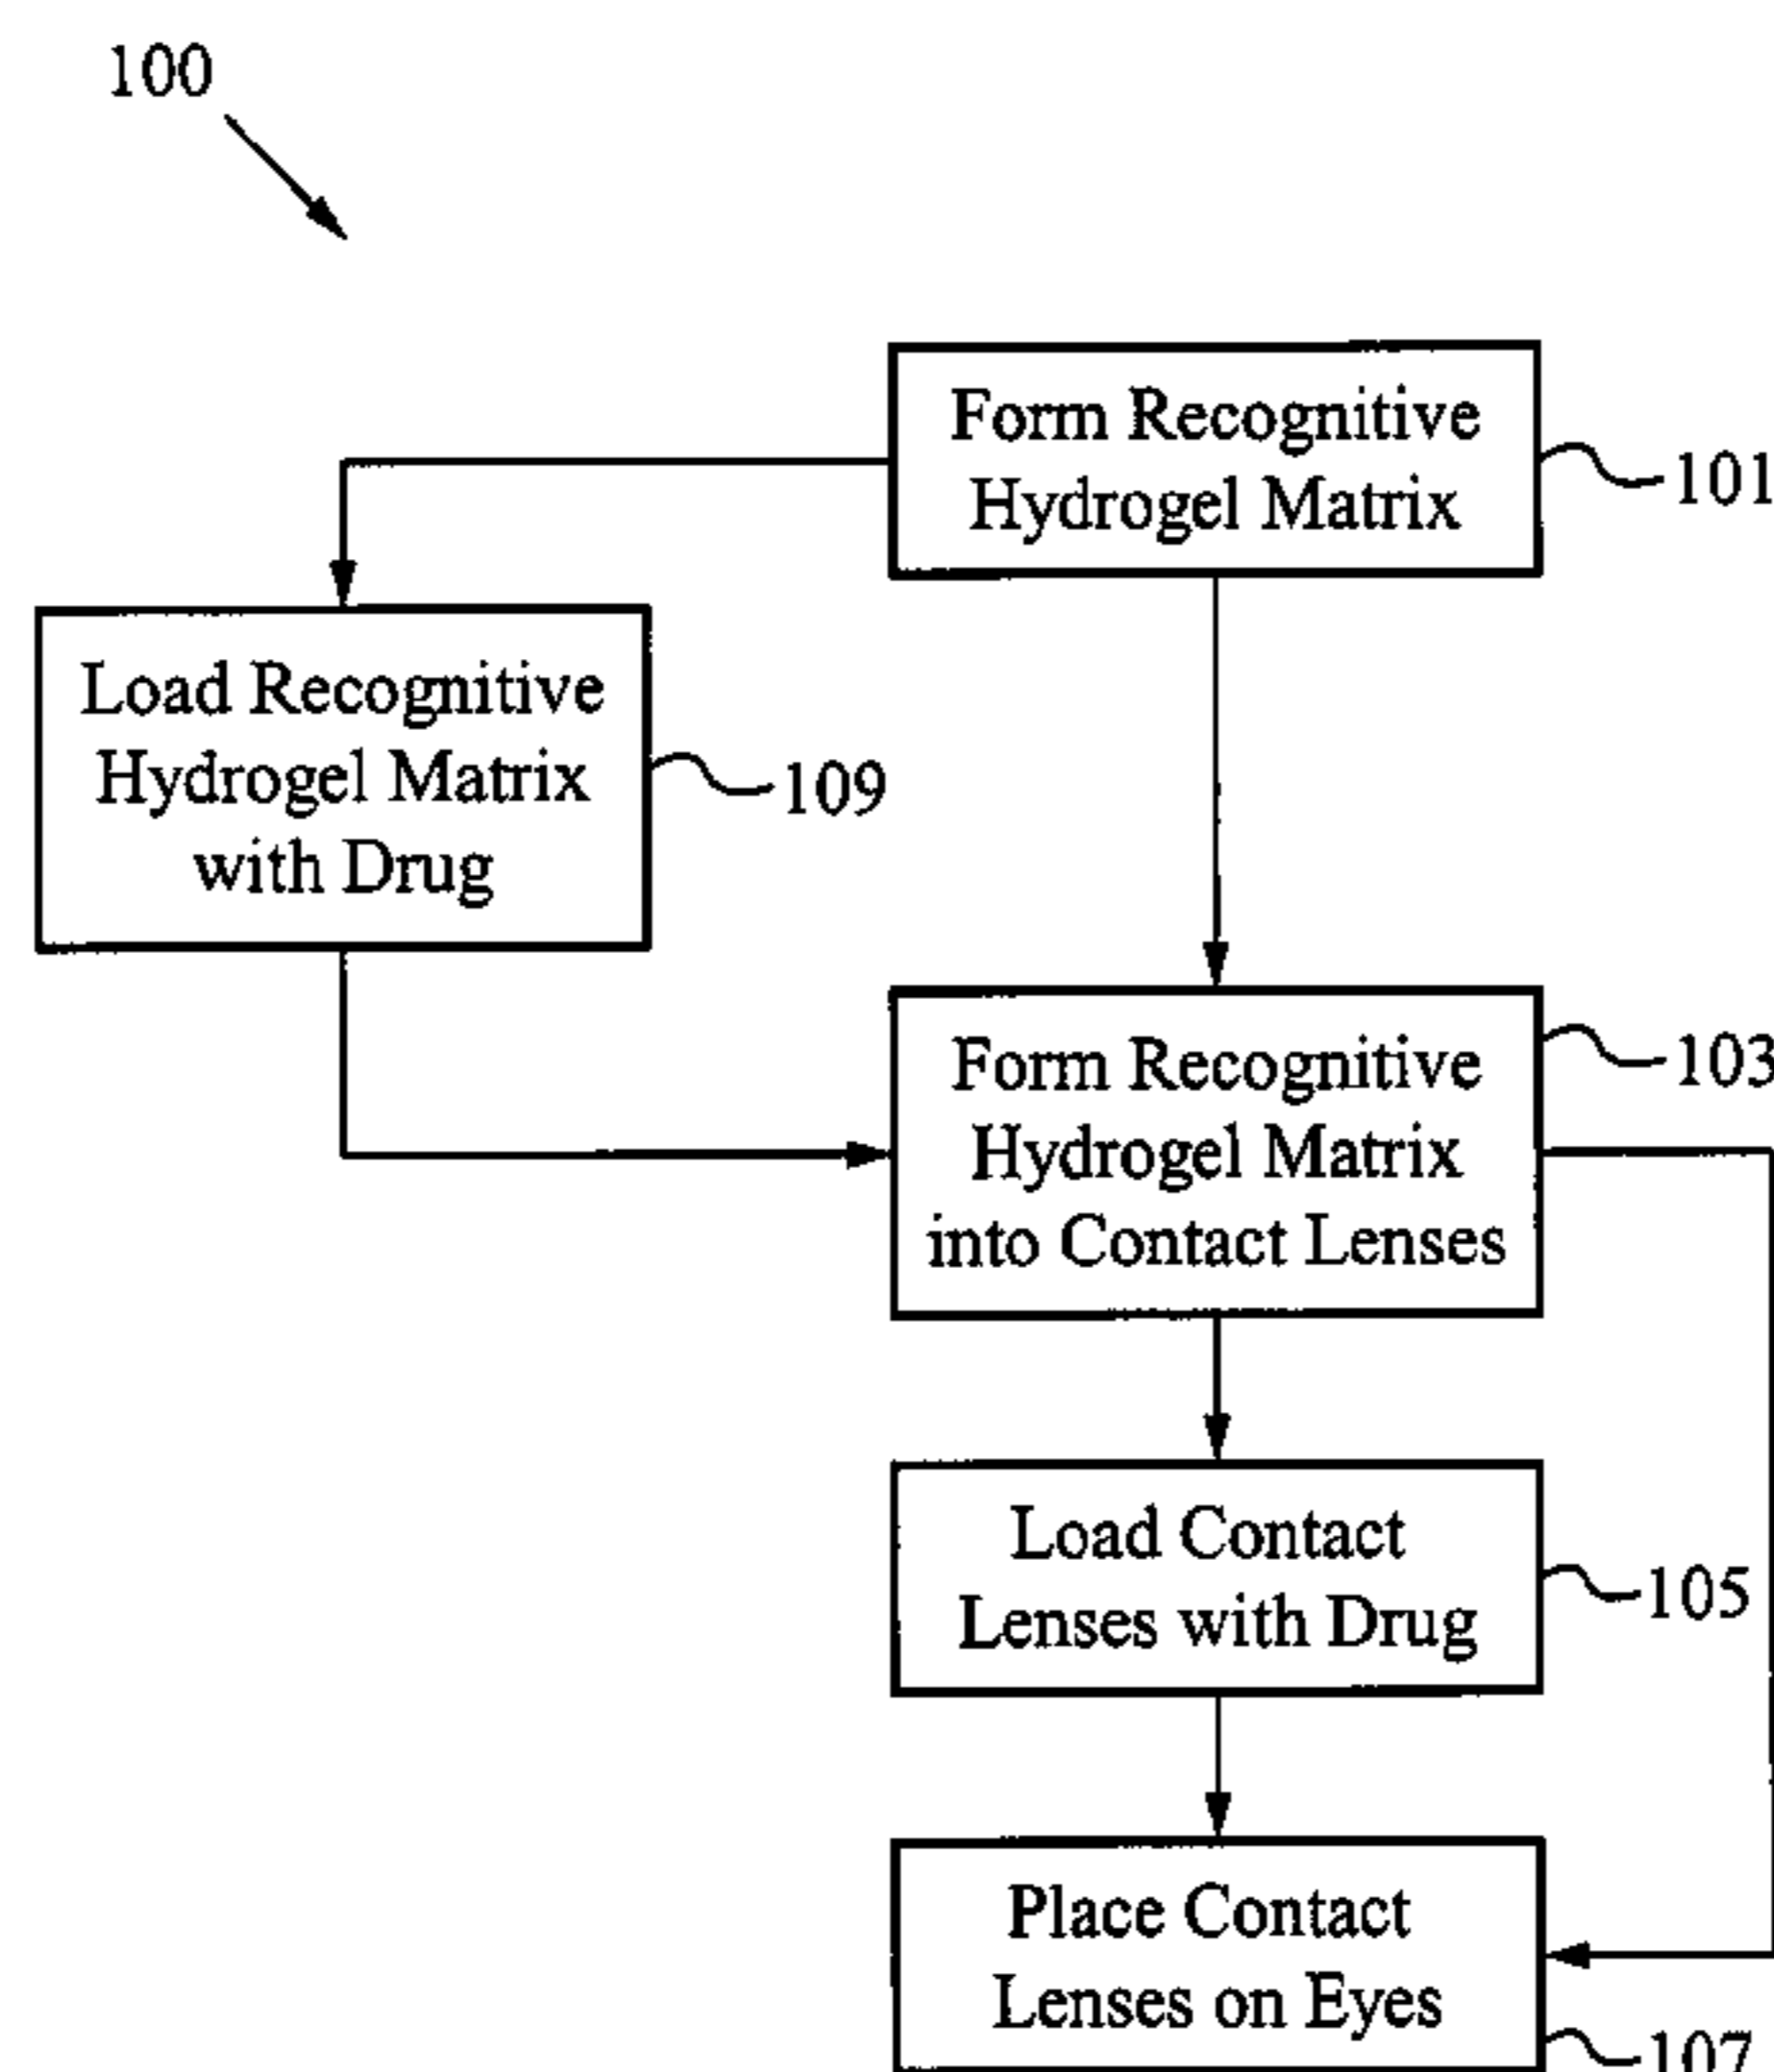 100
Form Recognitive
Hydrogel Matrix
101
Load Recognitive
Hydrogel Matrix
with Drug
109
Form Recognitive
Hydrogel Matrix
into Contact Lenses
103
Load Contact
Lenses with Drug
105
Place Contact
Lenses on Eyes
107